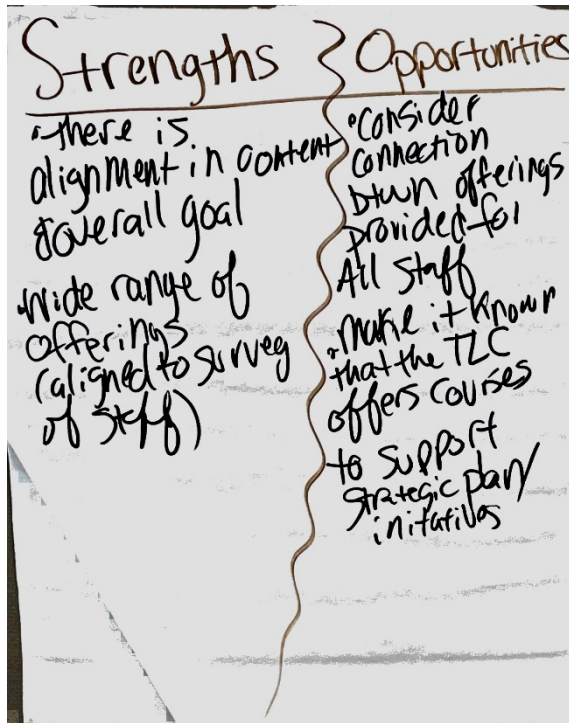 Strengths
•there is
alignment in content
& overall goal
•wide range of
offerings
(aligned to survey
of staff)
Opportunities
•consider
connection
btwn offerings
provided for
All staff
•make it known
that the TLC
offers courses
to support
strategic plan/
initatives